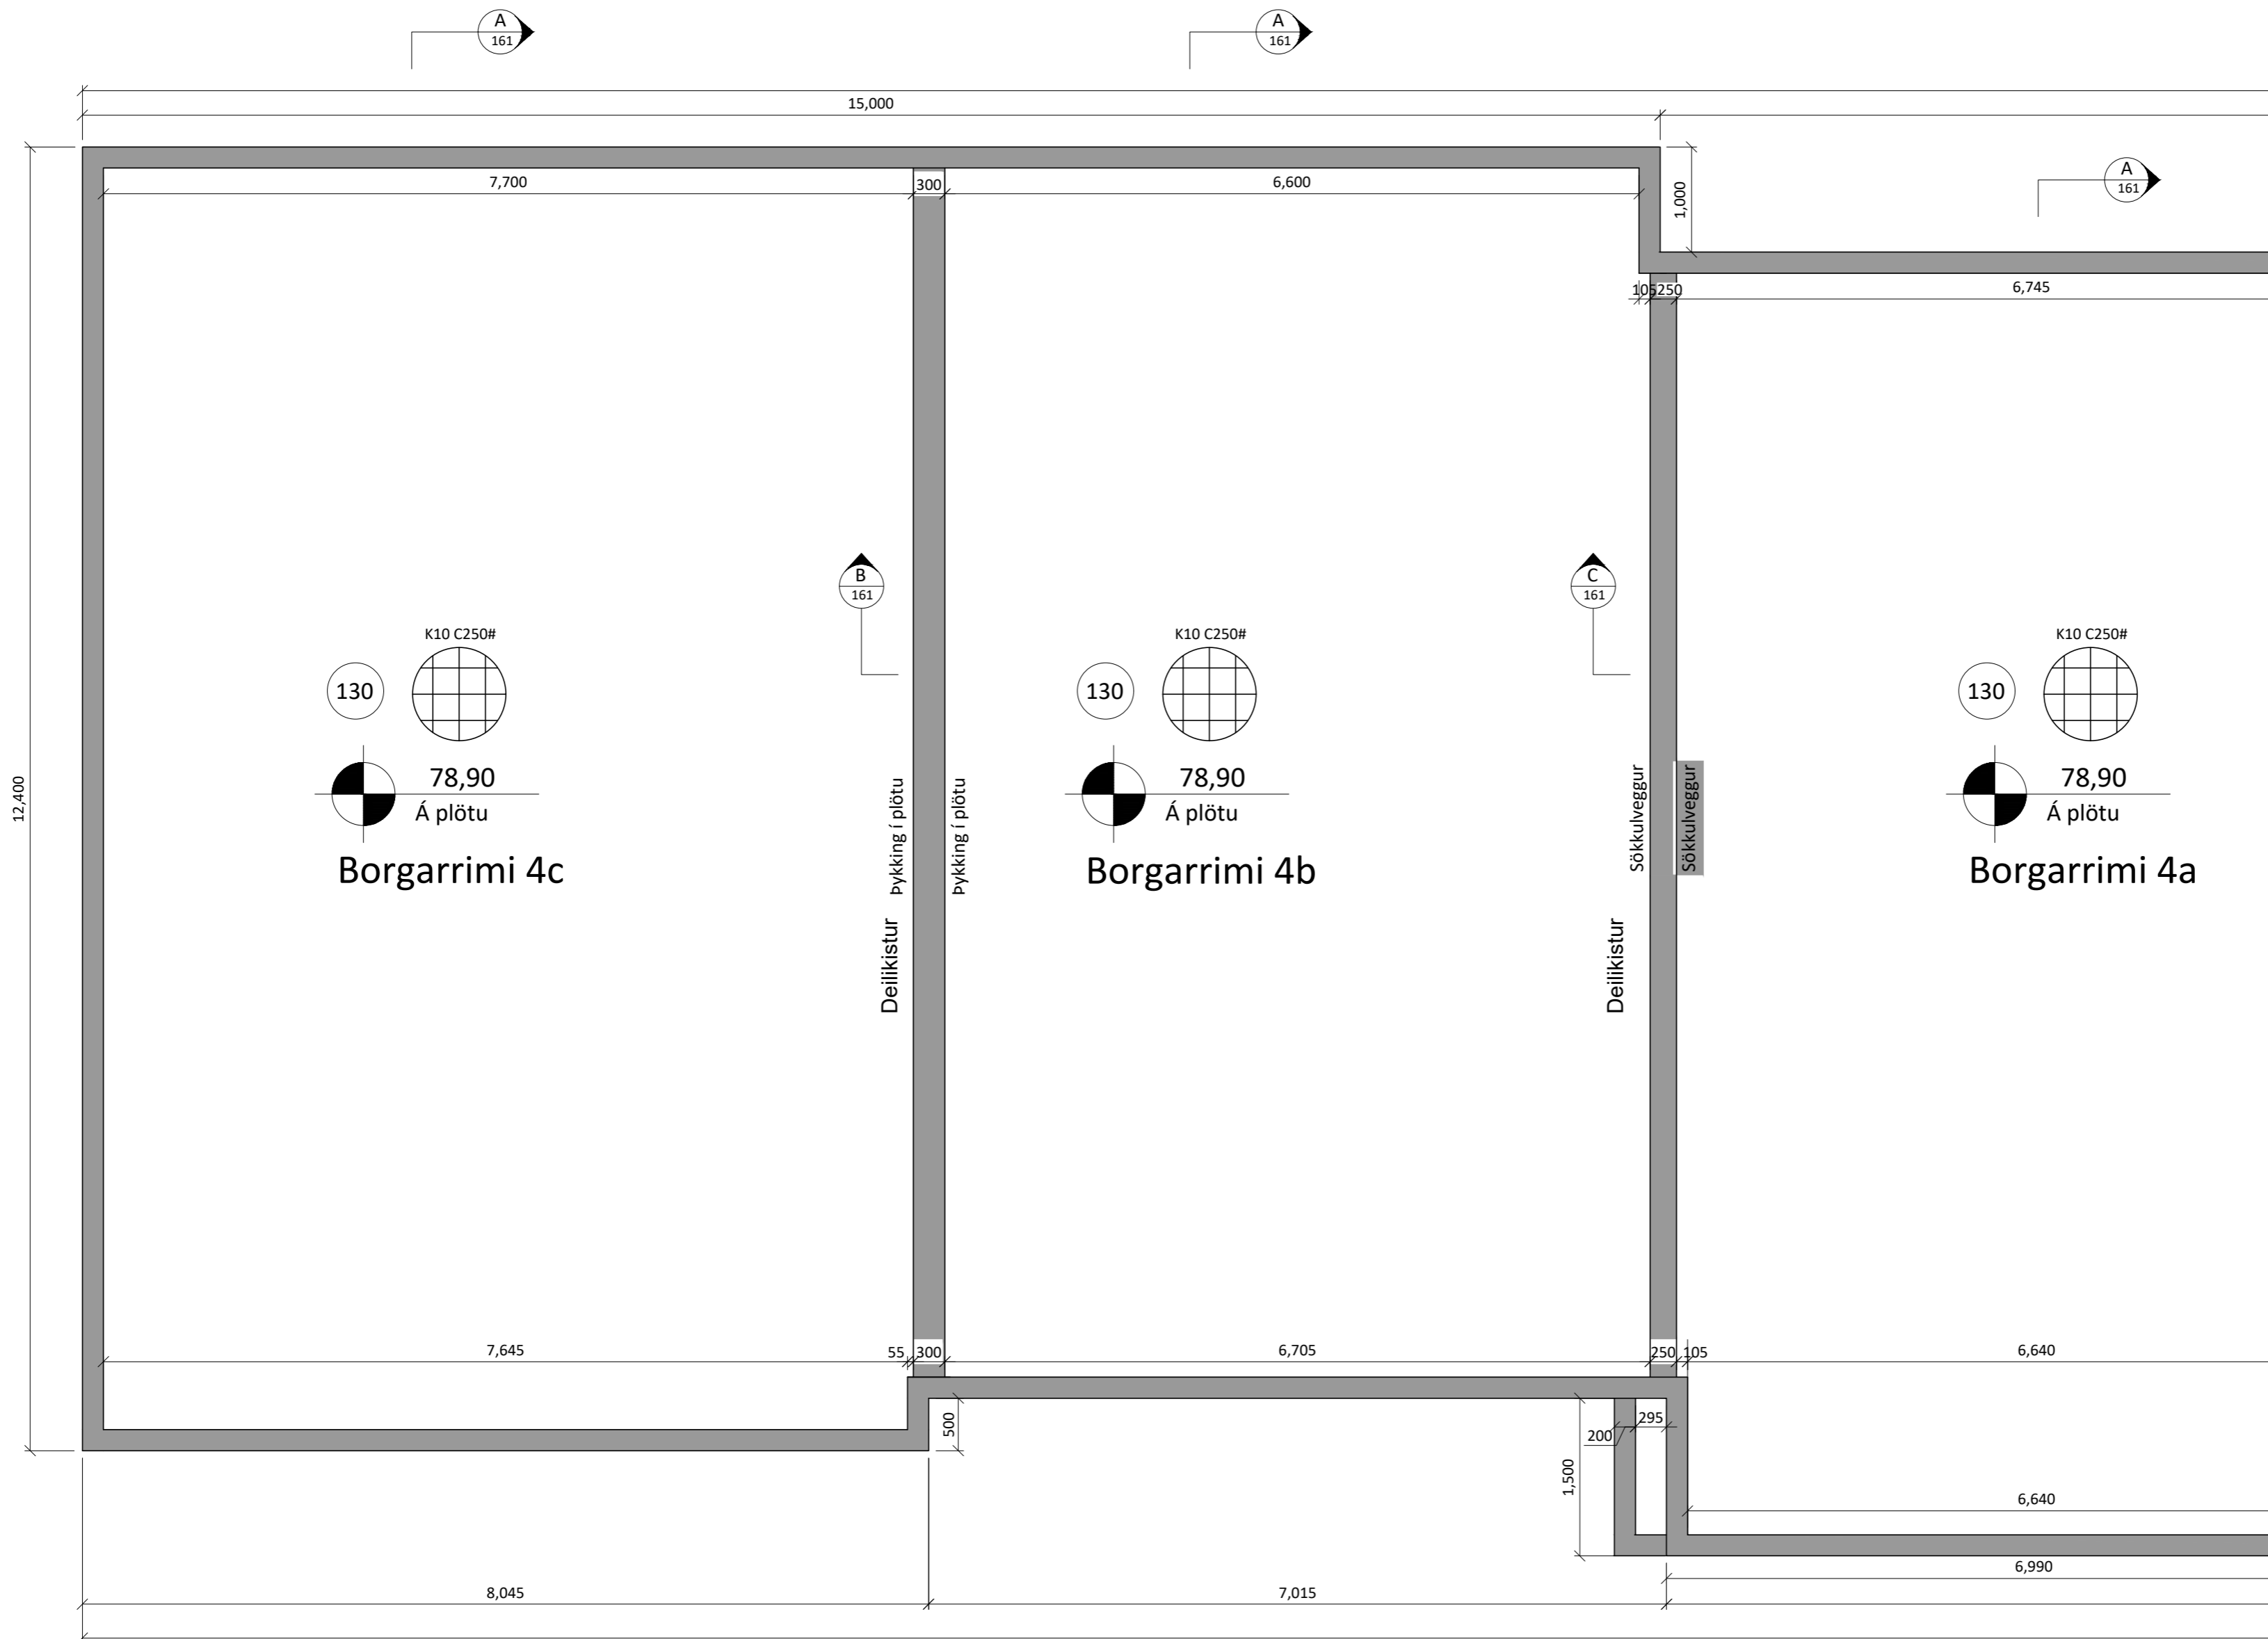 A
161
A
161
15,000
7,700
300
6,600
1,000
A
161
105
250
6,745
B
161
C
161
K10 C250#
130
78,90
Á plötu
Borgarrimi 4c
K10 C250#
130
78,90
Á plötu
Borgarrimi 4b
K10 C250#
130
78,90
Á plötu
Borgarrimi 4a
12,400
Þykking í plötu
Þykking í plötu
Deilikistur
Sökkulveggur
Sökkulveggur
Deilikistur
7,645
55
300
6,705
250
105
6,640
500
295
200
1,500
6,640
6,990
8,045
7,015